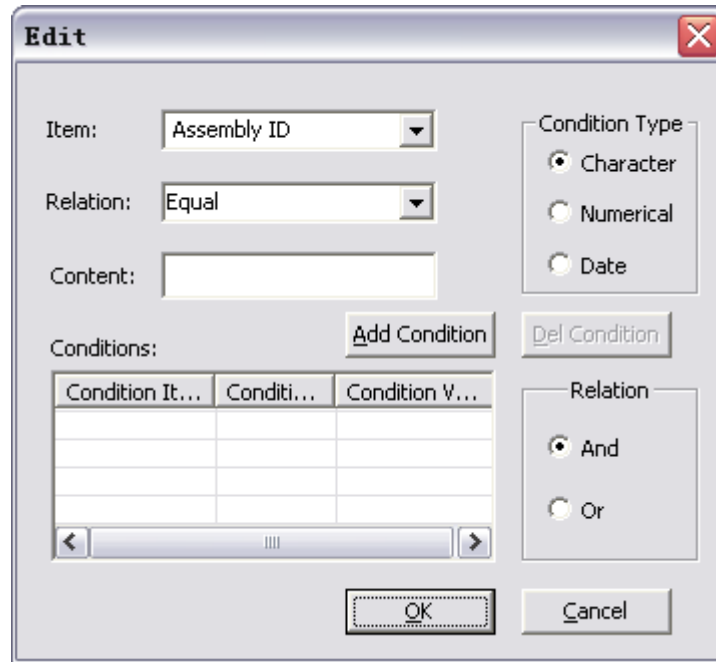 Edit
Item: Assembly ID
Condition Type
Character
Relation: Equal
Numerical
Content:
Date
Add Condition
Del Condition
Conditions:
Condition It... Conditi... Condition V...
Relation
And
Or
OK
Cancel